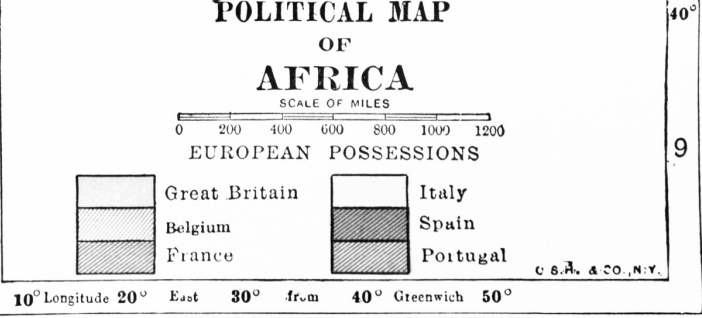 POLITICAL MAP
OF
AFRICA
SCALE OF MILES
0 200 400 600 800 1000 1200
EUROPEAN POSSESSIONS
Great Britain
Belgium
France
Italy
Spain
Portugal
& CO., N.Y.
40°
9
10° Longitude 20° East 30° from 40° Greenwich 50°